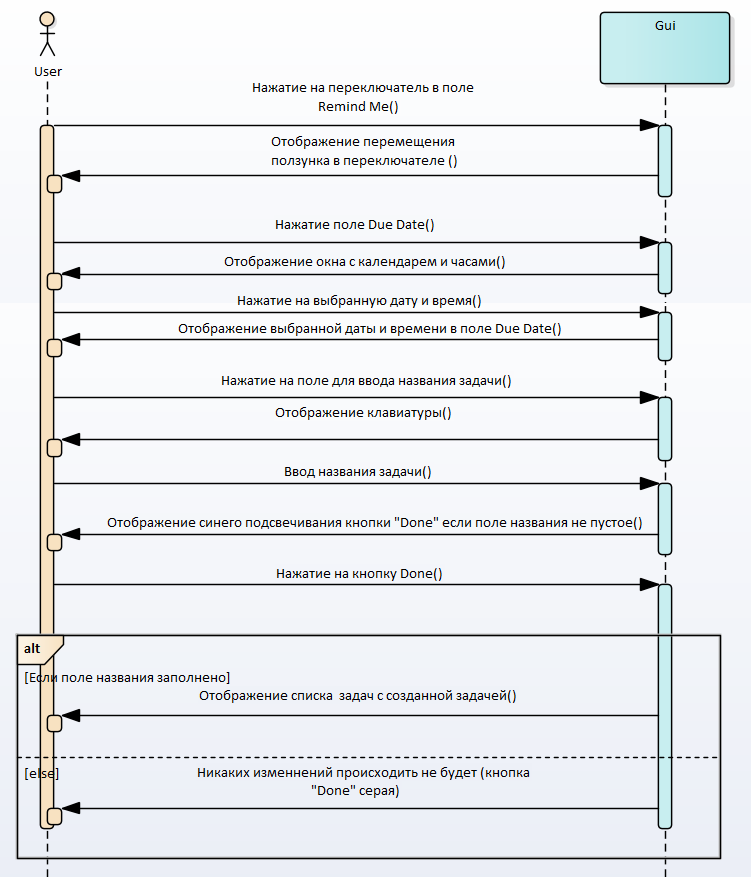 User
Gui
Нажатие на переключатель в поле
Remind Me()
Отображение перемещения
ползунка в переключателе ()
Нажатие поле Due Date()
Отображение окна с календарем и часами()
Нажатие на выбранную дату и время()
Отображение выбранной даты и времени в поле Due Date()
Нажатие на поле для ввода названия задачи()
Отображение клавиатуры()
Ввод названия задачи()
Отображение синего подсвечивания кнопки "Done" если поле названия не пустое()
Нажатие на кнопку Done()
alt
[Если поле названия заполнено]
Отображение списка задач с созданной задачей()
[else]
Никаких изменнений происходить не будет (кнопка
"Done" серая)